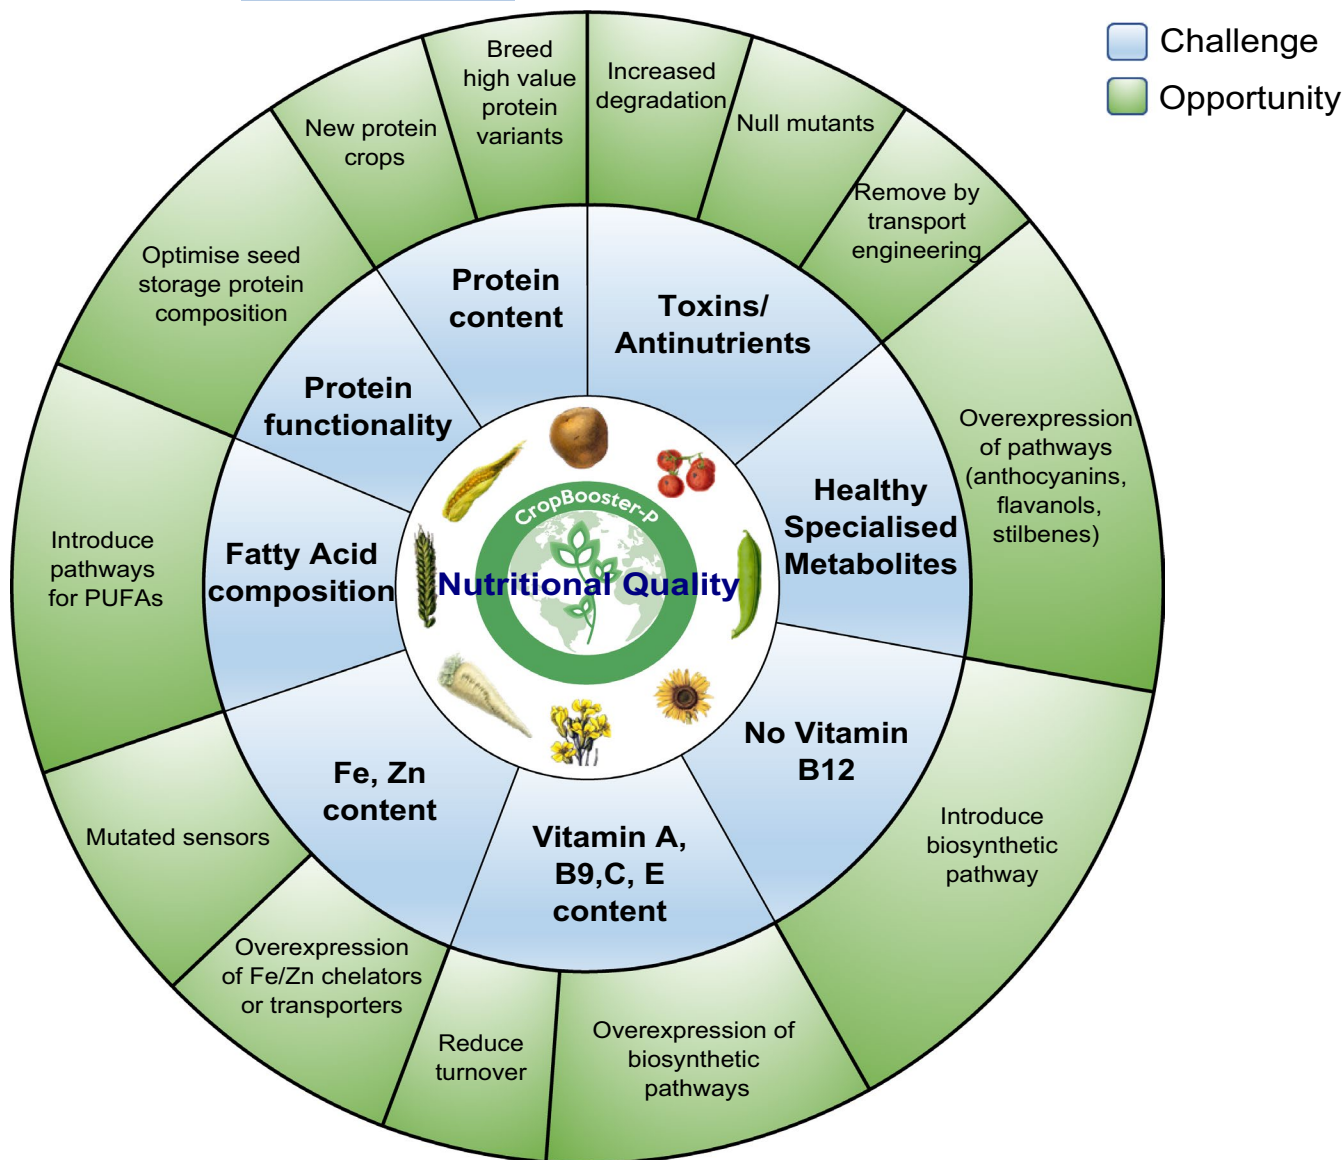 Challenge
Opportunity
Breed
high value
protein
variants
Increased
degradation
Null mutants
Remove by
transport
engineering
New protein
crops
Optimise seed
storage protein
composition
Protein
content
Toxins/
Antinutrients
Protein
functionality
Overexpression
of pathways
(anthocyanins,
flavanols,
stilbenes)
Healthy
Specialised
Metabolites
Introduce
pathways
for PUFAs
Fatty Acid
composition
CropBooster-P
Nutritional Quality
No Vitamin
B12
Introduce
biosynthetic
pathway
Fe, Zn
content
Vitamin A,
B9,C, E
content
Mutated sensors
Overexpression
of Fe/Zn chelators
or transporters
Reduce
turnover
Overexpression of
biosynthetic
pathways